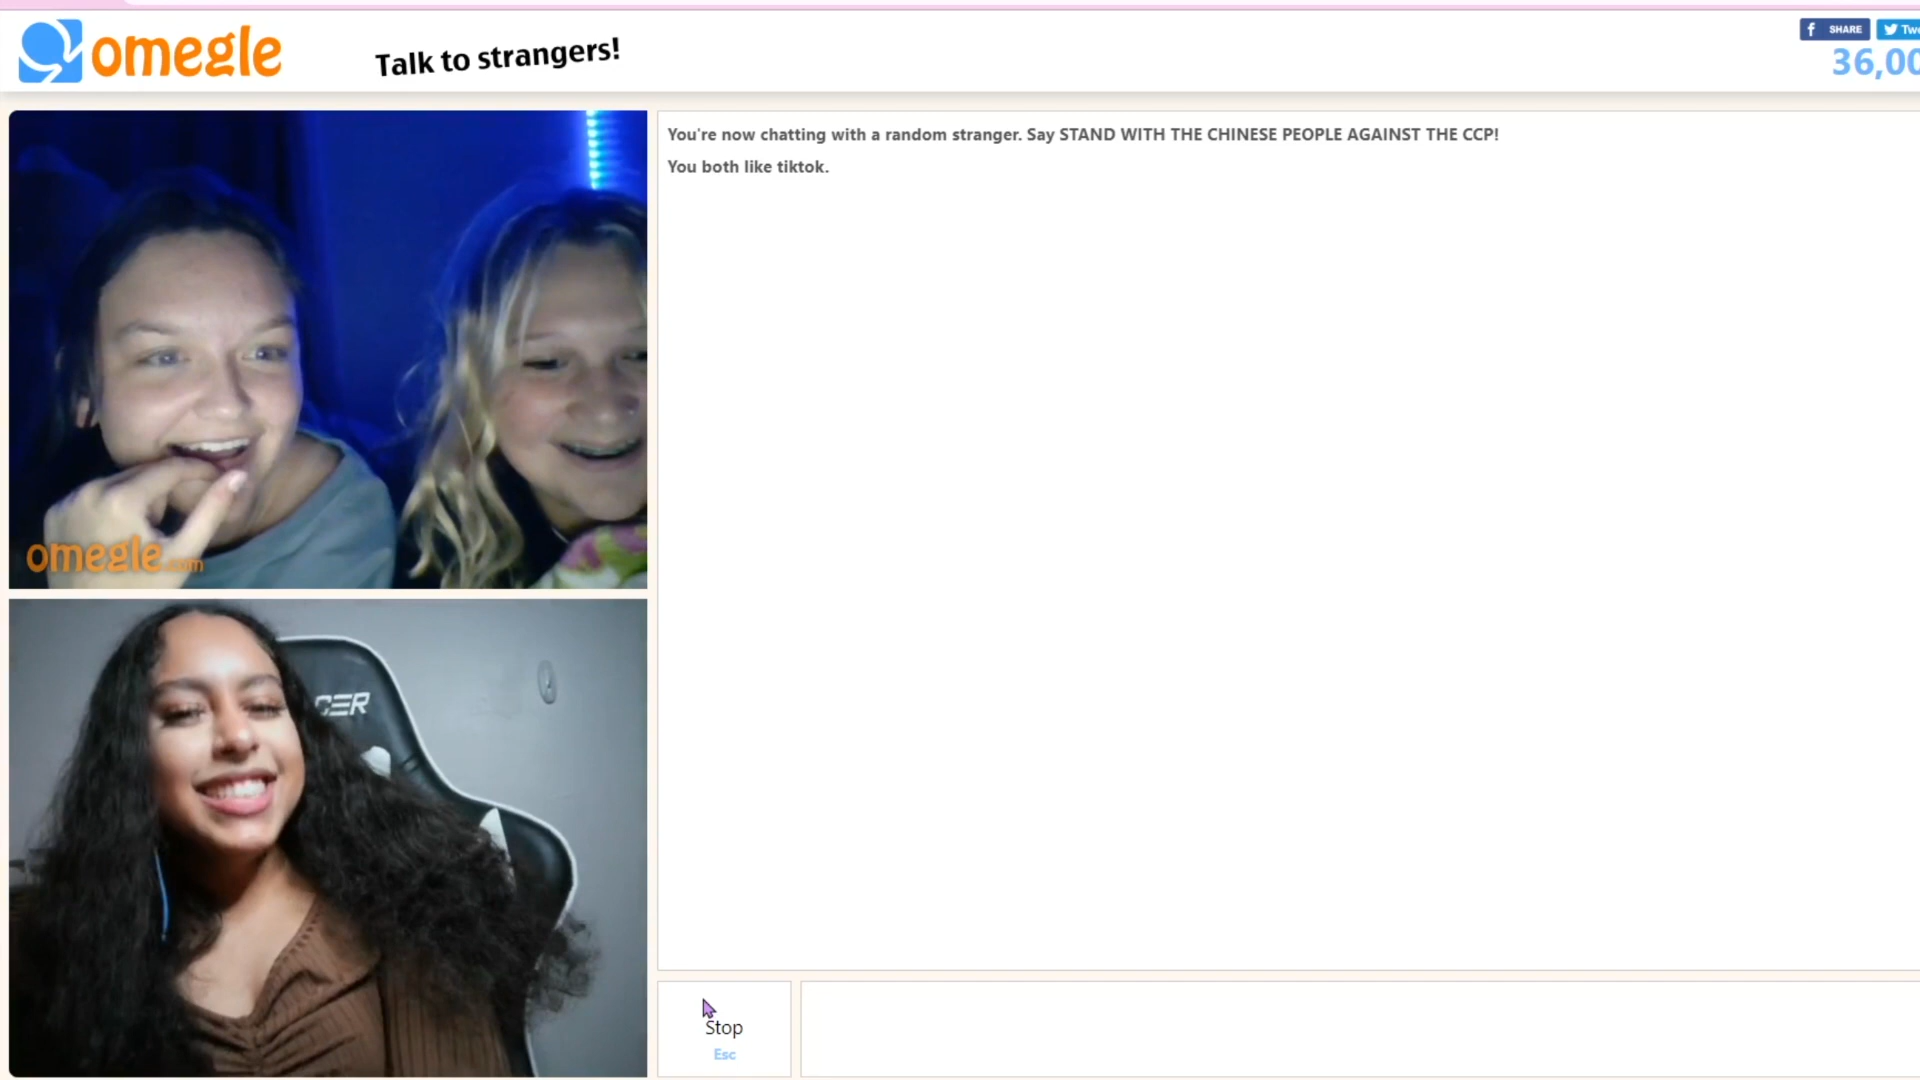 omegle
Talk to strangers!
SHARE
36,00
You're now chatting with a random stranger. Say STAND WITH THE CHINESE PEOPLE AGAINST THE CCP!
You both like tiktok.
omegle.com
CER
Stop
Esc